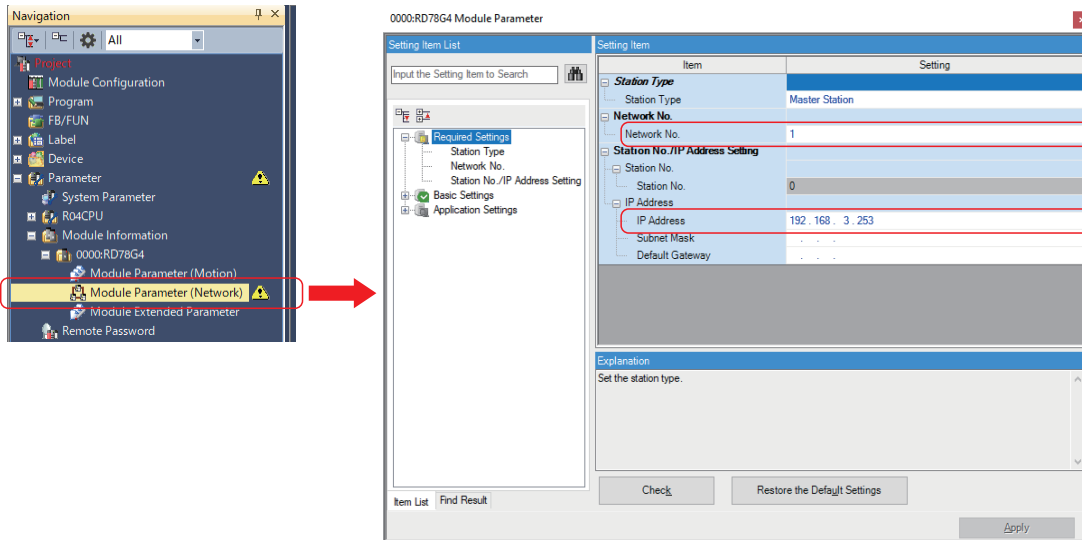 Navigation
All
Project
Module Configuration
Program
FB/FUN
Label
Device
Parameter
System Parameter
R04CPU
Module Information
0000:RD78G4
Module Parameter (Motion)
Module Parameter (Network)
Module Extended Parameter
Remote Password
0000:RD78G4 Module Parameter
Setting Item List
Input the Setting Item to Search
Required Settings
Station Type
Network No.
Station No./IP Address Setting
Basic Settings
Application Settings
Item List Find Result
Setting Item
Item Setting
Station Type
Station Type Master Station
Network No.
Network No. 1
Station No./IP Address Setting
Station No.
Station No. 0
IP Address
IP Address 192 . 168 . 3 . 253
Subnet Mask . . .
Default Gateway . . .
Explanation
Set the station type.
Check Restore the Default Settings
Apply